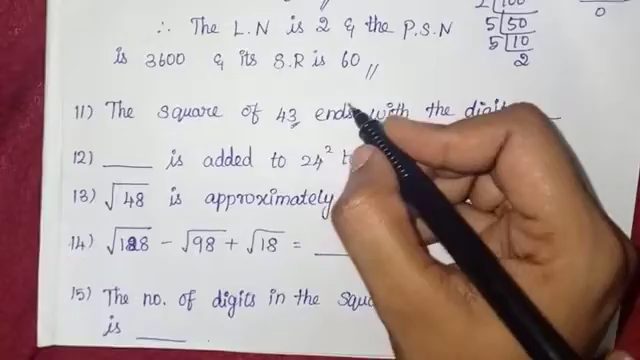 ∴ The L.N is 2 & the P.S.N
is 3600 & its S.R is 60 //
2 100
5 50
5 10
2
0
11) The square of 43 ends with the digit
12) ____ is added to 24²
13) √48 is approximately
14) √128 - √98 + √18 = ____
15) The no. of digits in the
is ____